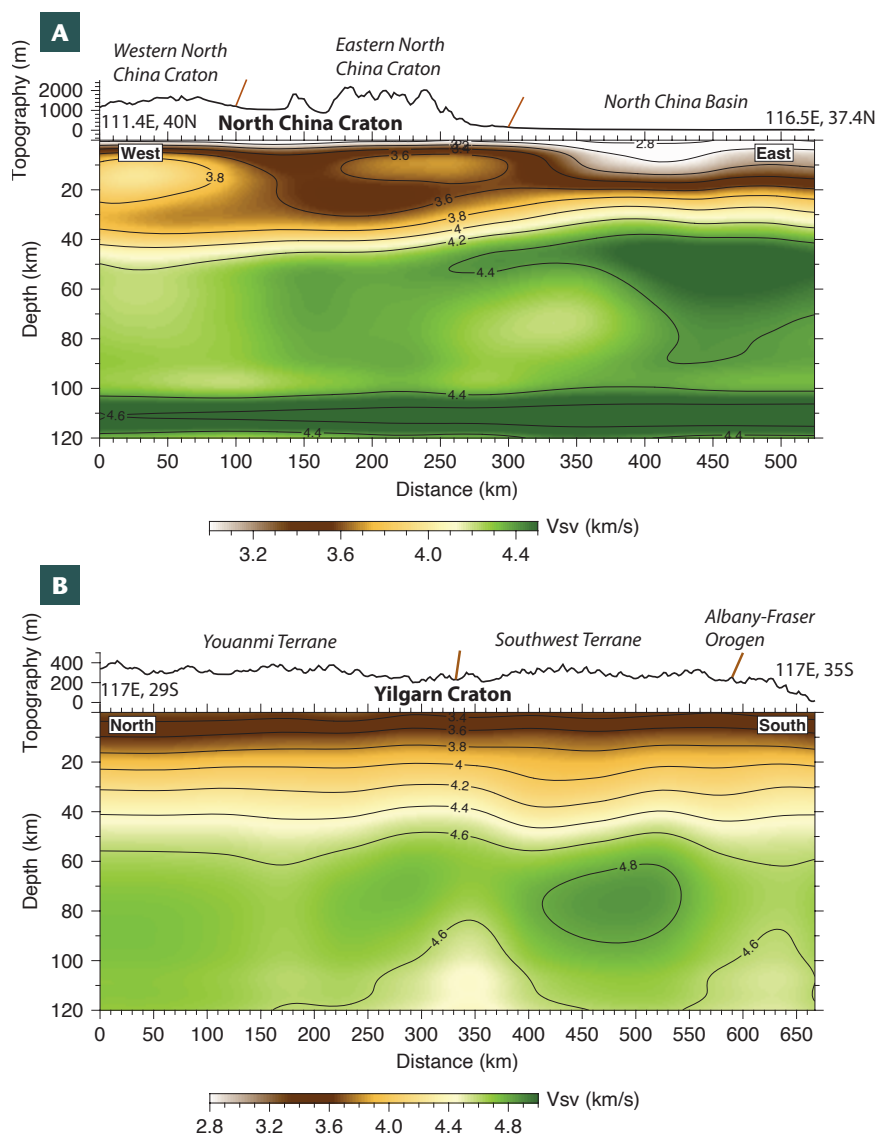 A
Western North
China Craton
Eastern North
China Craton
North China Basin
Topography (m)
2000
1000
0
111.4E, 40N
North China Craton
116.5E, 37.4N
West
East
2.8
3.6
3.8
3.6
3.8
4
4.2
4.4
4.4
4.6
4.4
4.4
Depth (km)
20
40
60
80
100
120
0 50 100 150 200 250 300 350 400 450 500
Distance (km)
3.2 3.6 4.0 4.4
Vsv (km/s)
B
Youanmi Terrane
Southwest Terrane
Albany-Fraser
Orogen
Topography (m)
400
200
0
117E, 29S
Yilgarn Craton
117E, 35S
North
South
3.4
3.6
3.8
4
4.2
4.4
4.6
4.8
4.6
4.6
Depth (km)
20
40
60
80
100
120
0 50 100 150 200 250 300 350 400 450 500 550 600 650
Distance (km)
2.8 3.2 3.6 4.0 4.4 4.8
Vsv (km/s)